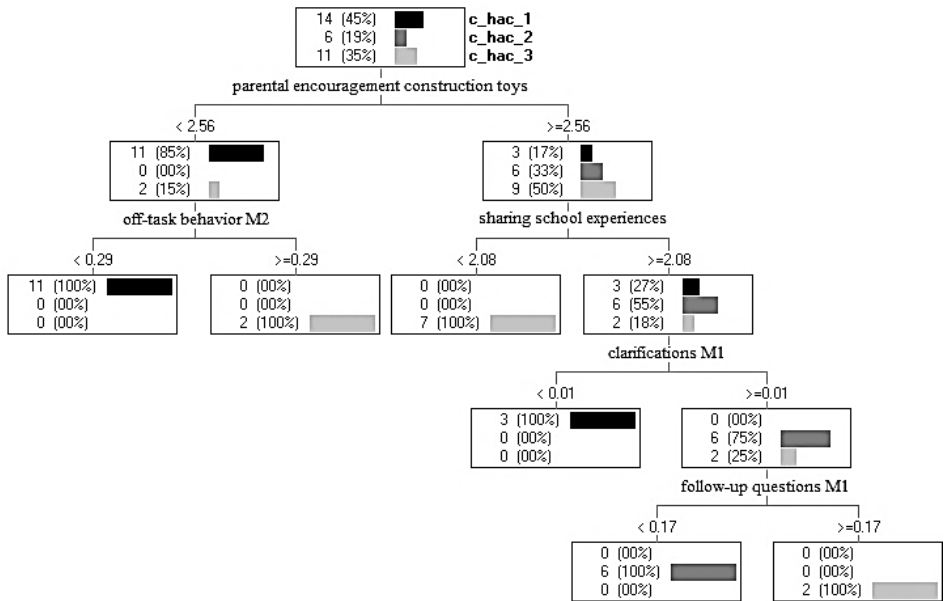 14 (45%) c_hac_1
6 (19%) c_hac_2
11 (35%) c_hac_3
parental encouragement construction toys
< 2.56 >=2.56
11 (85%) 3 (17%)
0 (00%) 6 (33%)
2 (15%) 9 (50%)
off-task behavior M2 sharing school experiences
< 0.29 >=0.29 < 2.08 >=2.08
11 (100%) 0 (00%) 0 (00%) 3 (27%)
0 (00%) 0 (00%) 0 (00%) 6 (55%)
0 (00%) 2 (100%) 7 (100%) 2 (18%)
clarifications M1
< 0.01 >=0.01
3 (100%) 0 (00%)
0 (00%) 6 (75%)
0 (00%) 2 (25%)
follow-up questions M1
< 0.17 >=0.17
0 (00%) 0 (00%)
6 (100%) 0 (00%)
0 (00%) 2 (100%)